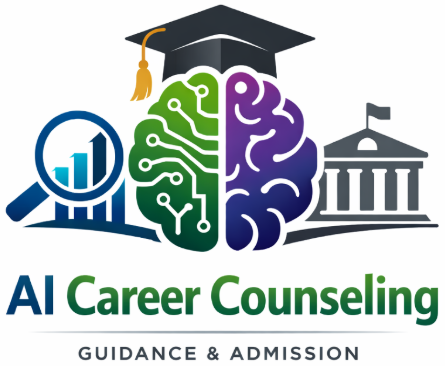 AI Career Counseling
GUIDANCE & ADMISSION